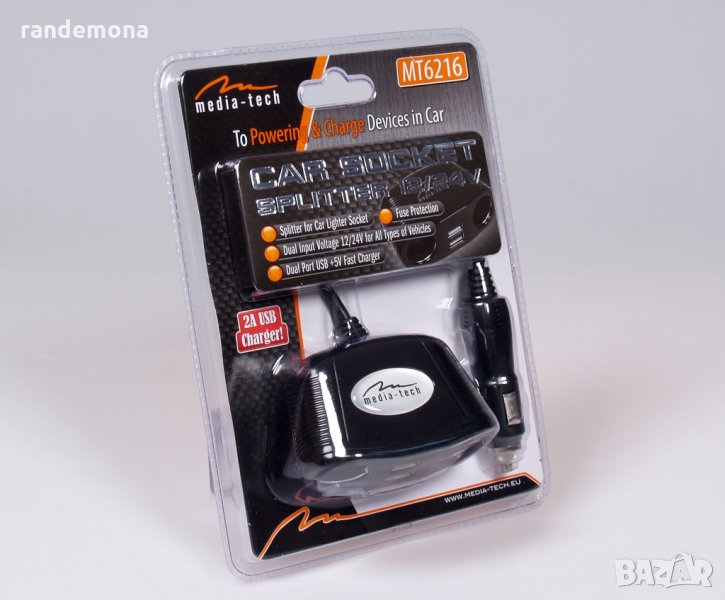 randemona
media-tech
MT6216
To Powering & Charge Devices in Car
CAR SOCKET
SPLITTER 12/24V
Splitter for Car Lighter Socket
Fuse Protection
Dual Input Voltage 12/24V for All Types of Vehicles
Dual Port USB +5V Fast Charger
2A USB
Charger!
media-tech
WWW.MEDIA-TECH.EU
BAZAR